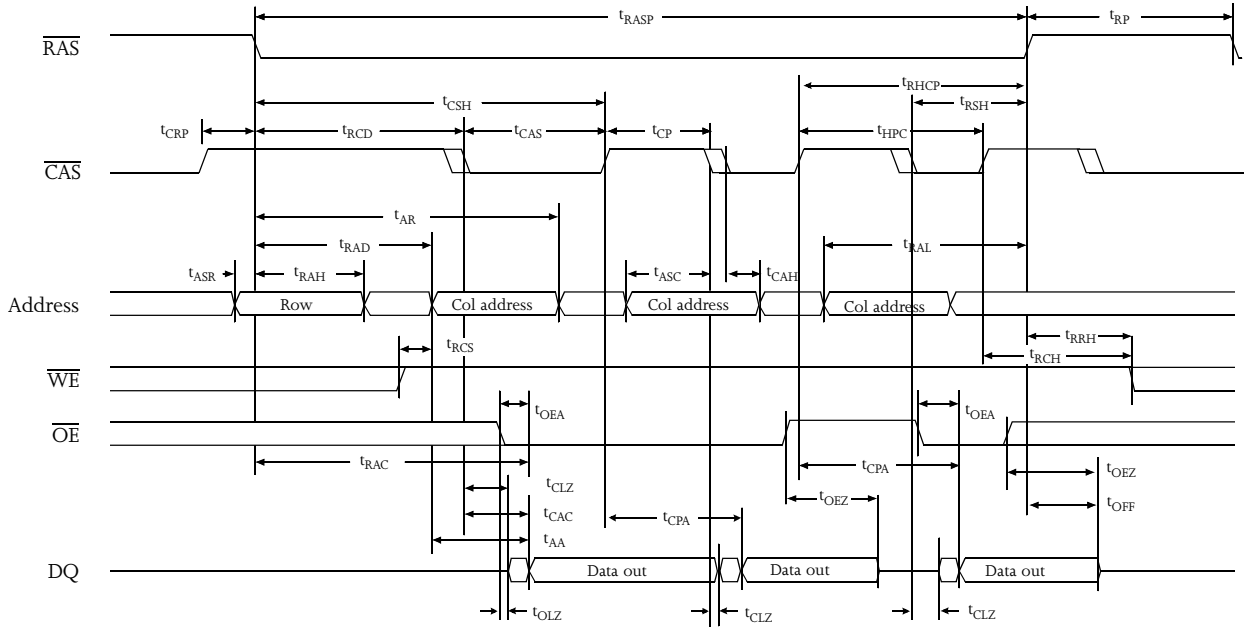 tRASP tRP
RAS
tRHCP
tCSH tRSH
tCRP tRCD tCAS tCP tHPC
CAS
tAR
tRAD tRAL
tASR tRAH tASC tCAH
Address Row Col address Col address Col address
tRRH
tRCS tRCH
WE
tOEA tOEA
OE
tRAC tCPA
tCLZ tOEZ tOEZ
tCAC tCPA tOFF
tAA
DQ Data out Data out Data out
tOLZ tCLZ tCLZ